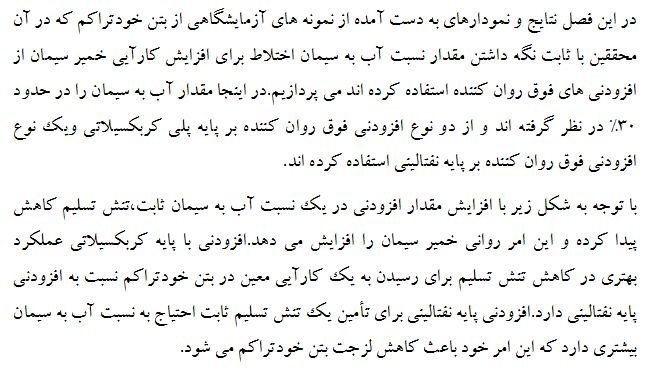 در این فصل نتایج و نمودارهای به دست آمده از نمونه های آزمایشگاهی از بتن خودتراکم که در آن
محققین با ثابت نگه داشتن مقدار نسبت آب به سیمان اختلاط برای افزایش کارآیی خمیر سیمان از
افزودنی های فوق روان کننده استفاده کرده اند می پردازیم.در اینجا مقدار آب به سیمان را در حدود
۳۰٪ در نظر گرفته اند و از دو نوع افزودنی فوق روان کننده بر پایه پلی کربکسیلاتی ویک نوع
افزودنی فوق روان کننده بر پایه نفتالینی استفاده کرده اند.
با توجه به شکل زیر با افزایش مقدار افزودنی در یک نسبت آب به سیمان ثابت،تنش تسلیم کاهش
پیدا کرده و این امر روانی خمیر سیمان را افزایش می دهد.افزودنی با پایه کربکسیلاتی عملکرد
بهتری در کاهش تنش تسلیم برای رسیدن به یک کارآیی معین در بتن خودتراکم نسبت به افزودنی
پایه نفتالینی دارد.افزودنی پایه نفتالینی برای تأمین یک تنش تسلیم ثابت احتیاج به نسبت آب به سیمان
بیشتری دارد که این امر خود باعث کاهش لزجت بتن خودتراکم می شود.